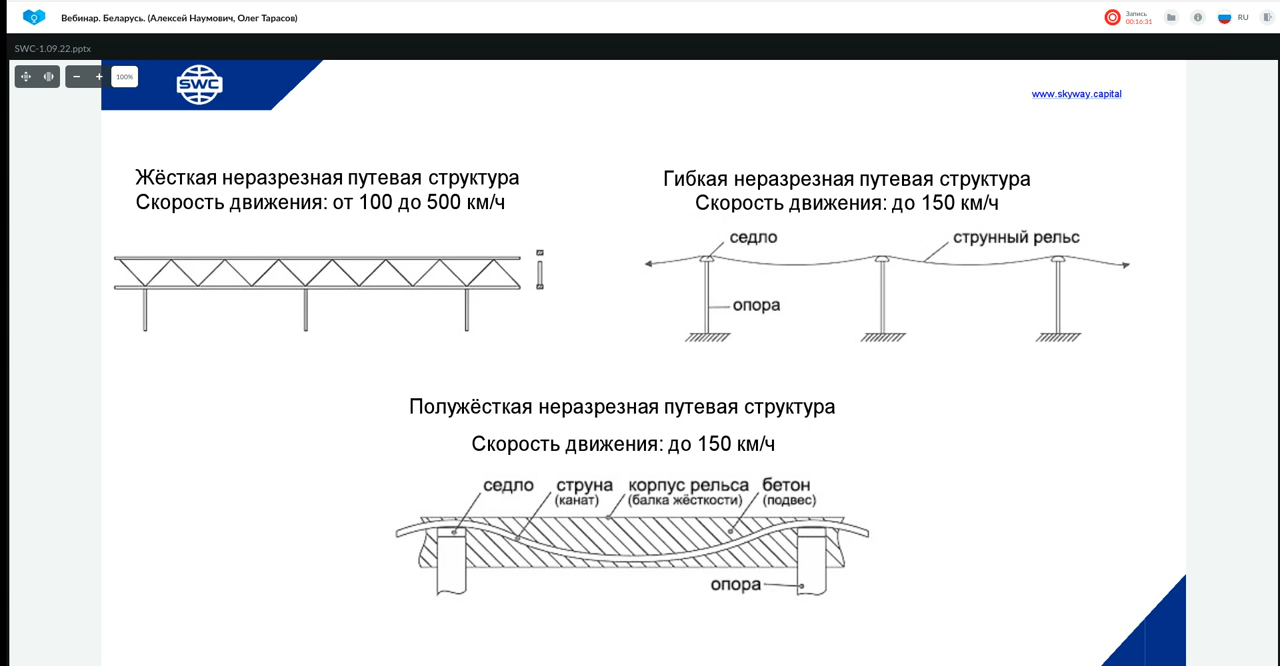 Вебинар. Беларусь. (Алексей Наумович, Олег Тарасов)
Запись
00:16:31
RU
SWC-1.09.22.pptx
100%
SWC
www.skyway.capital
Жёсткая неразрезная путевая структура
Скорость движения: от 100 до 500 км/ч
Гибкая неразрезная путевая структура
Скорость движения: до 150 км/ч
седло
струнный рельс
опора
Полужёсткая неразрезная путевая структура
Скорость движения: до 150 км/ч
седло
струна
(канат)
корпус рельса
(балка жёсткости)
бетон
(подвес)
опора